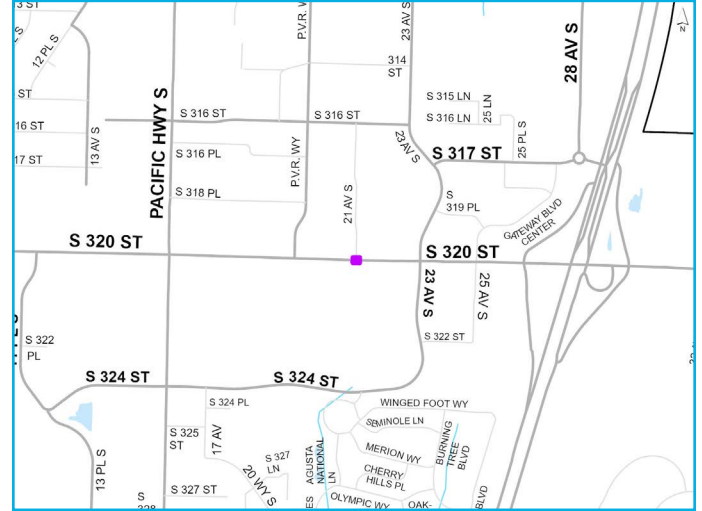 3 ST
12 PL S
ST
16 ST
17 ST
13 AV S
PACIFIC HWY S
P.V.R. W
23 AV S
314
ST
28 AV S
N
S 315 LN
S 316 LN
25 LN
25 PL S
S 316 ST
S 316 ST
S 316 PL
P.V.R. WY
S 318 PL
21 AV S
23 AV S
S 317 ST
S
319 PL
GATEWAY BLVD
CENTER
S 320 ST
S 320 ST
23 AV S
25 AV S
S 322 ST
S 322
PL
S 324 ST
S 324 ST
S 324 PL
S 325
ST
17 AV
20 WY S
S 327
LN
S 327 ST
S
328
13 PL S
WINGED FOOT WY
SEMINOLE LN
MERION WY
CHERRY
HILLS PL
OLYMPIC WY
OAK-
BURNING
TREE
BLVD
BLVD
AGUSTA
NATIONAL
LN
ES